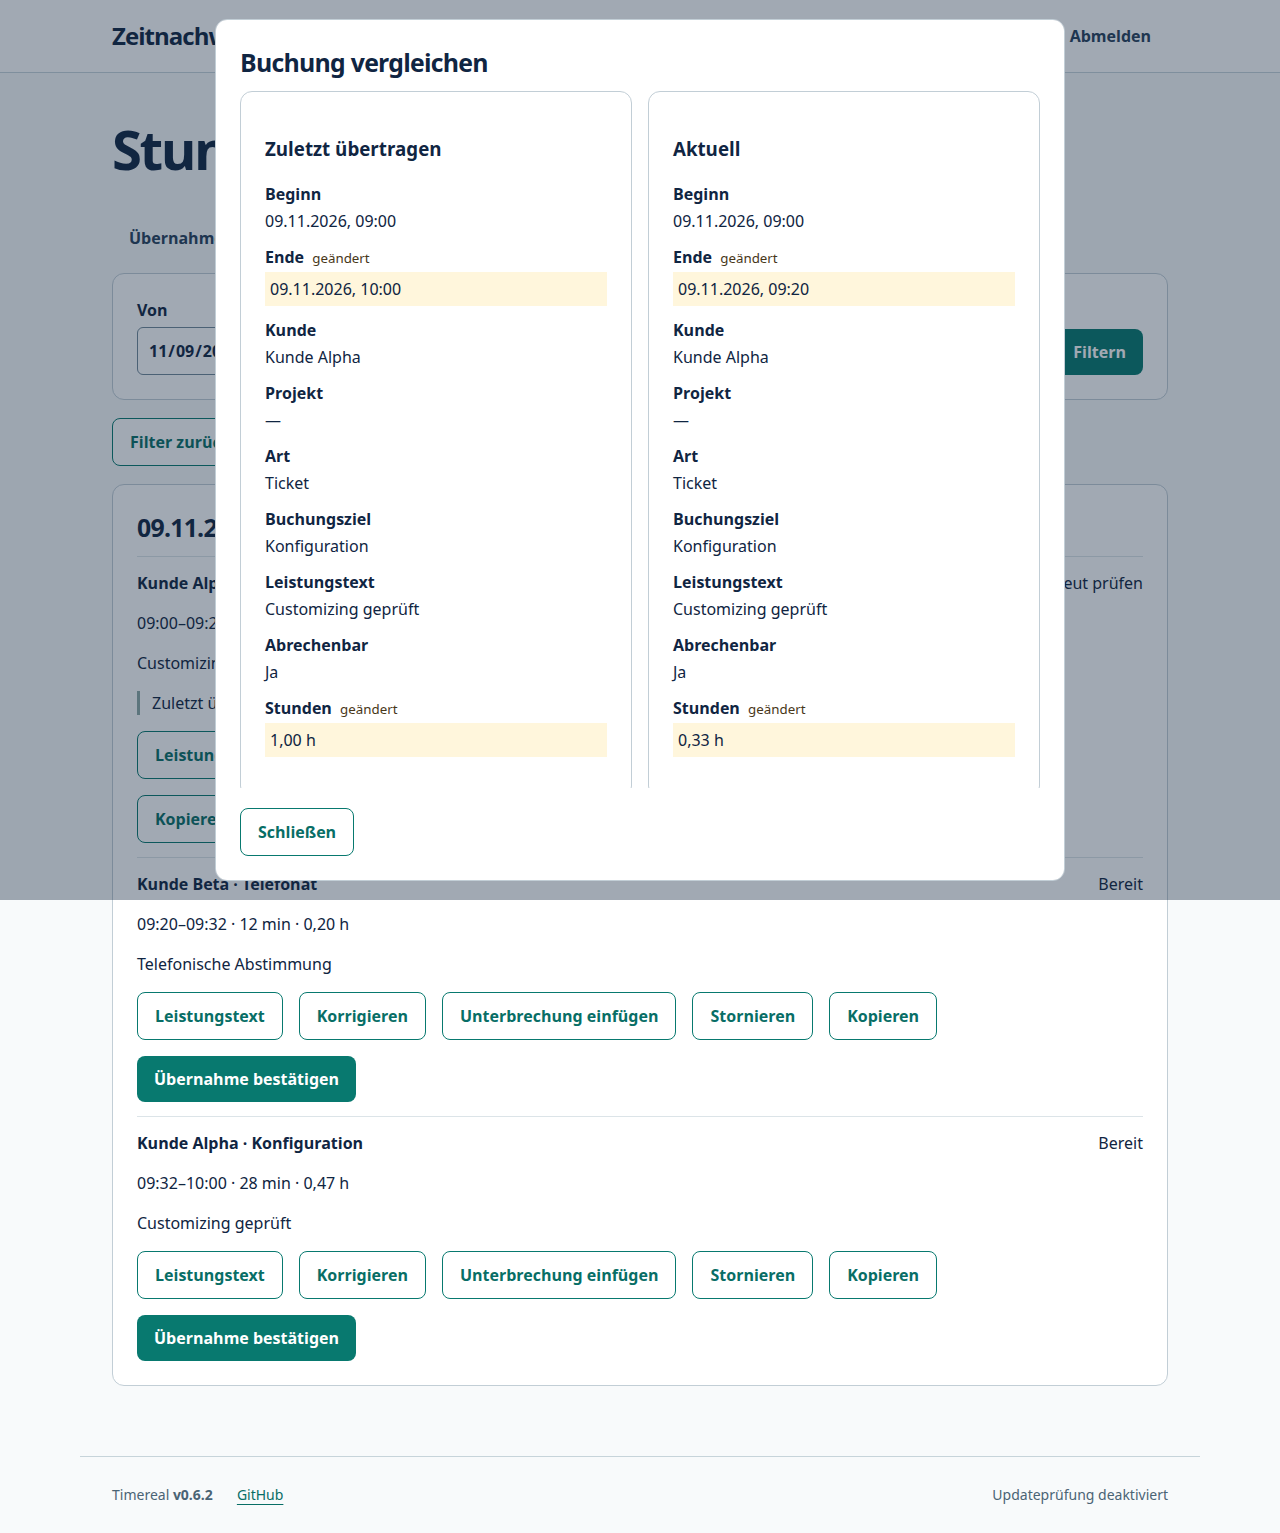 Zeitnachw
Abmelden
Buchung vergleichen
Stur
Zuletzt übertragen
Aktuell
Beginn
09.11.2026, 09:00
Beginn
09.11.2026, 09:00
Übernahm
Ende geändert
09.11.2026, 10:00
Ende geändert
09.11.2026, 09:20
Von
11/09/20
Filtern
Kunde
Kunde Alpha
Kunde
Kunde Alpha
Projekt
—
Projekt
—
Filter zurüc
Art
Ticket
Art
Ticket
Buchungsziel
Konfiguration
Buchungsziel
Konfiguration
09.11.2
Leistungstext
Customizing geprüft
Leistungstext
Customizing geprüft
Kunde Alp
eut prüfen
09:00–09:2
Abrechenbar
Ja
Abrechenbar
Ja
Customizin
Stunden geändert
1,00 h
Stunden geändert
0,33 h
Zuletzt ü
Leistun
Kopiere
Schließen
Kunde Beta · Telefonat
Bereit
09:20–09:32 · 12 min · 0,20 h
Telefonische Abstimmung
Leistungstext Korrigieren Unterbrechung einfügen Stornieren Kopieren
Übernahme bestätigen
Kunde Alpha · Konfiguration
Bereit
09:32–10:00 · 28 min · 0,47 h
Customizing geprüft
Leistungstext Korrigieren Unterbrechung einfügen Stornieren Kopieren
Übernahme bestätigen
Timereal v0.6.2 GitHub
Updateprüfung deaktiviert